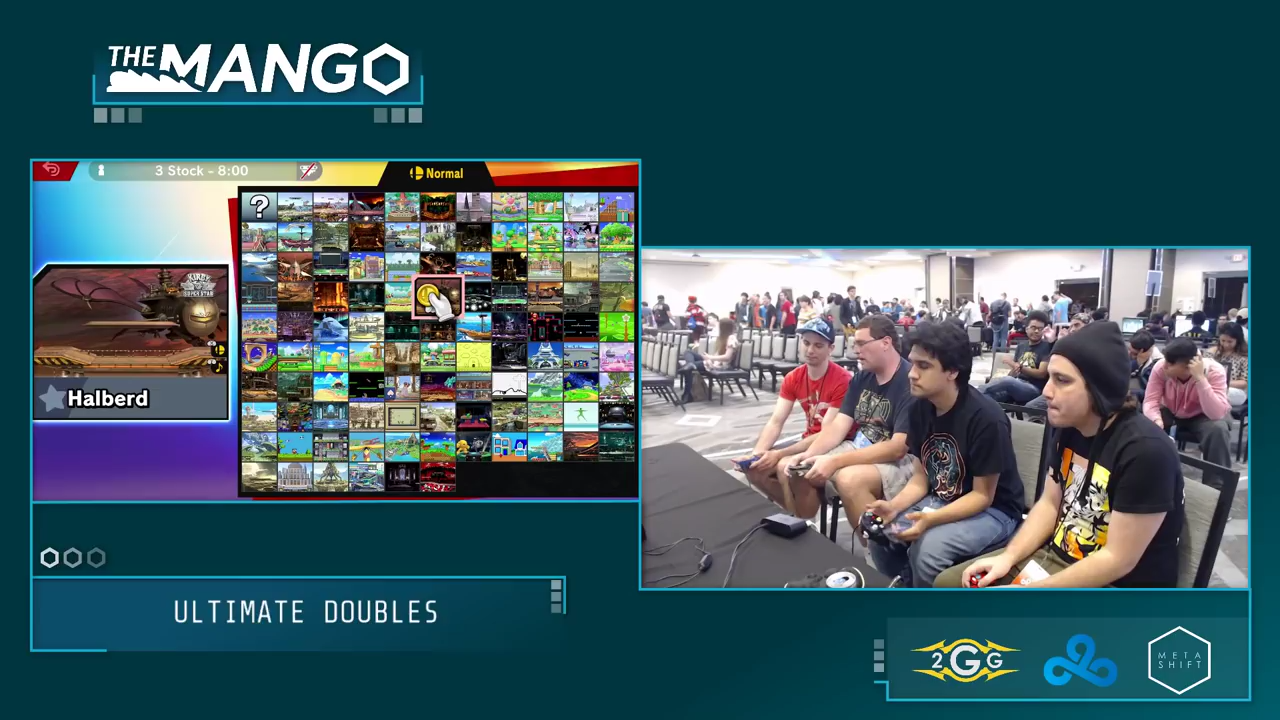 THE MANGO
3 Stock - 8:00
Normal
?
KIRBY
SUPER STAR
Halberd
ULTIMATE DOUBLES
2GG
META
SHIFT